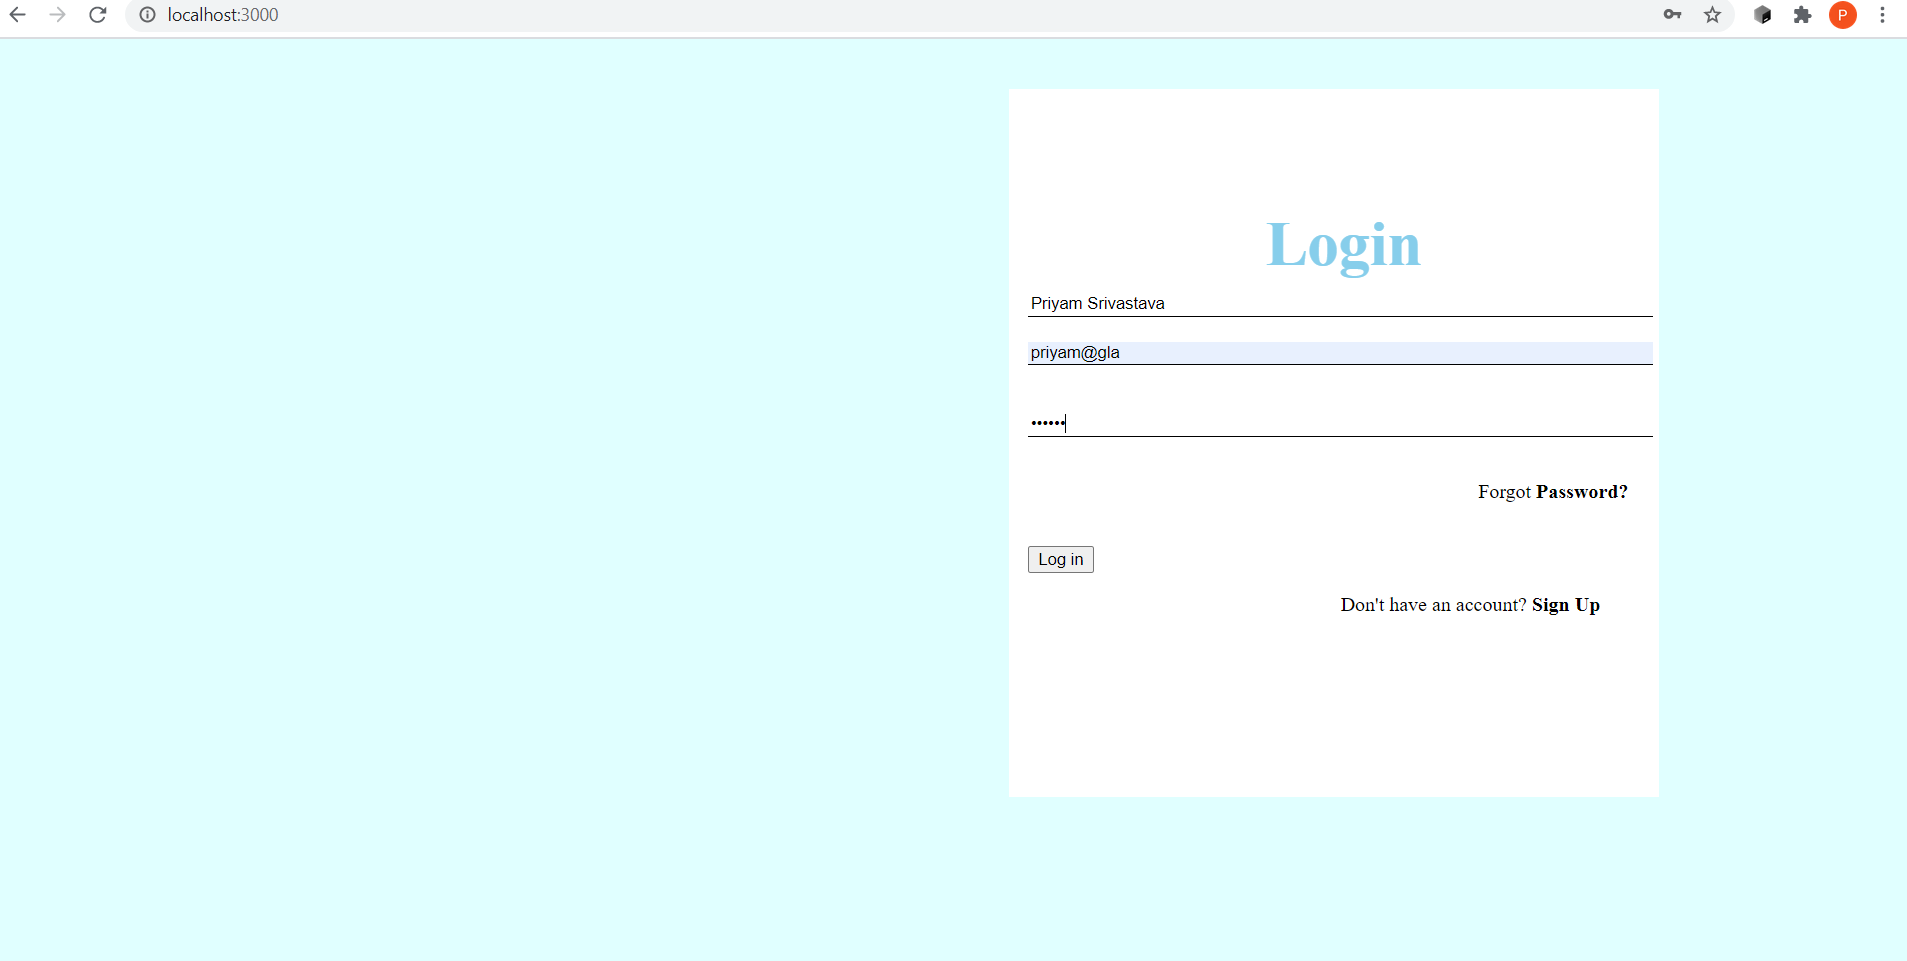 localhost:3000
P
Login
Priyam Srivastava
priyam@gla
••••••
Forgot Password?
Log in
Don't have an account? Sign Up